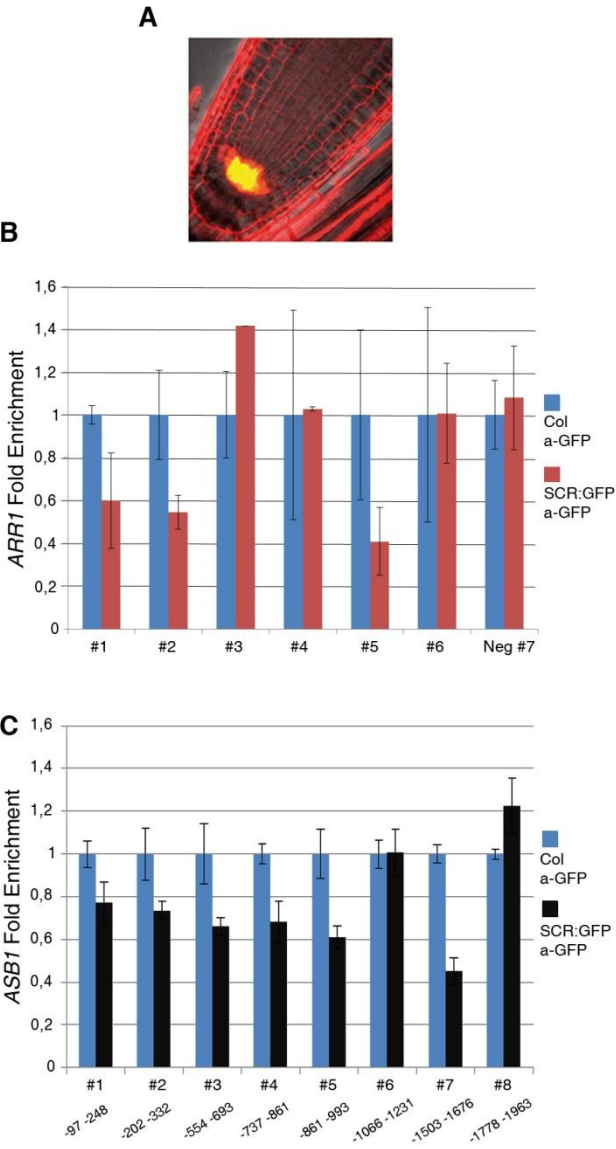 A
B
ARR1 Fold Enrichment
1,6
1,4
1,2
1
0,8
0,6
0,4
0,2
0
#1 #2 #3 #4 #5 #6 Neg #7
Col
a-GFP
SCR:GFP
a-GFP
C
ASB1 Fold Enrichment
1,6
1,4
1,2
1
0,8
0,6
0,4
0,2
0
#1 #2 #3 #4 #5 #6 #7 #8
-97 -248 -202 -332 -554 -693 -737 -861 -861 -993 -1066 -1231 -1503 -1676 -1778 -1963
Col
a-GFP
SCR:GFP
a-GFP